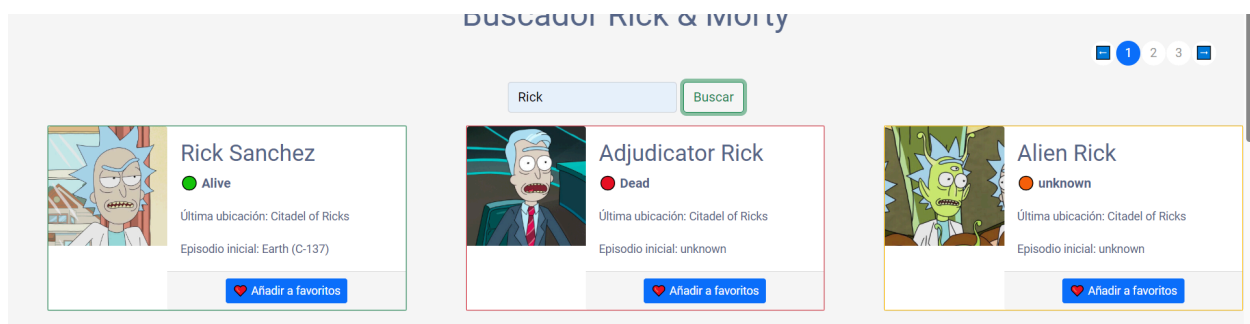 Buscador Rick & Morty
1 2 3
Rick Buscar
Rick Sanchez
Alive
Última ubicación: Citadel of Ricks
Episodio inicial: Earth (C-137)
Añadir a favoritos
Adjudicator Rick
Dead
Última ubicación: Citadel of Ricks
Episodio inicial: unknown
Añadir a favoritos
Alien Rick
unknown
Última ubicación: Citadel of Ricks
Episodio inicial: unknown
Añadir a favoritos